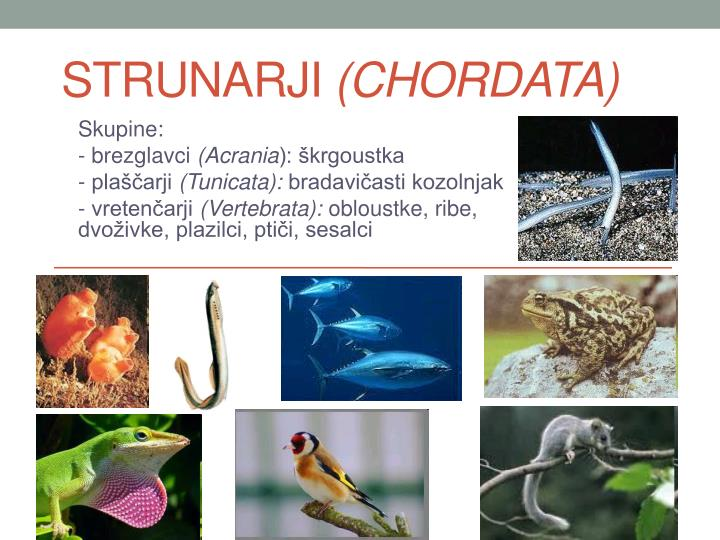 STRUNARJI (CHORDATA)
Skupine:
- brezglavci (Acrania): škrgoustka
- plaščarji (Tunicata): bradavičasti kozolnjak
- vretenčarji (Vertebrata): obloustke, ribe,
dvoživke, plazilci, ptiči, sesalci